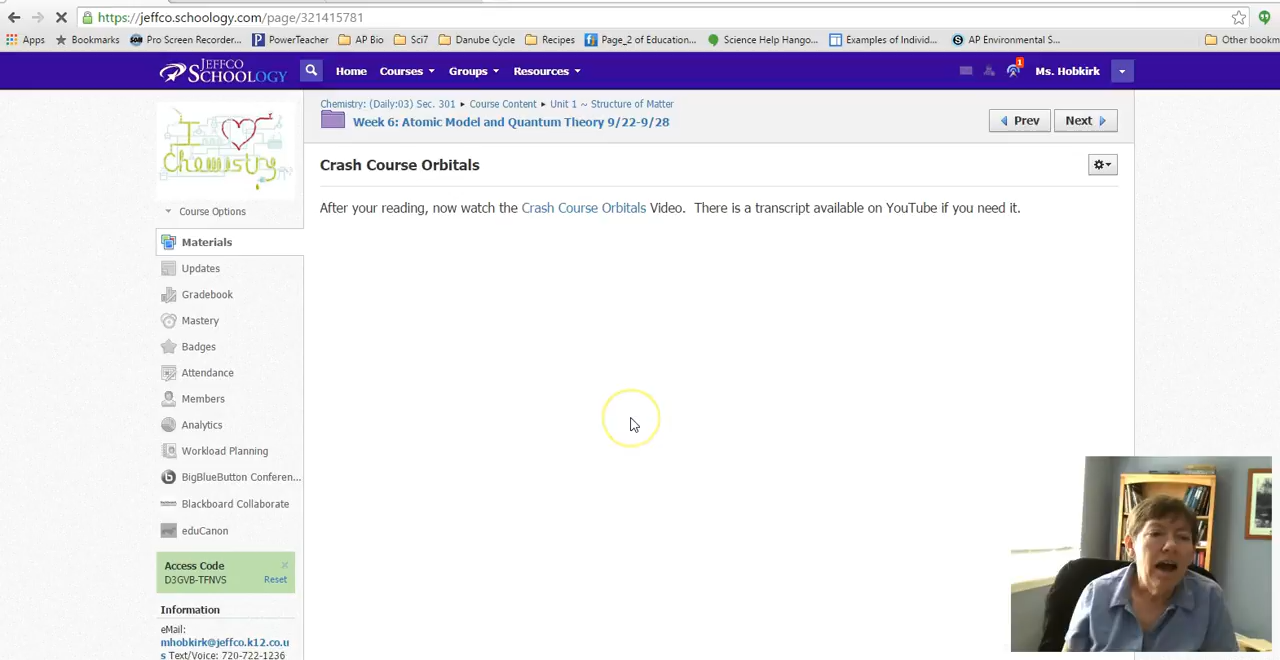 https://jeffco.schoology.com/page/321415781
Apps Bookmarks Pro Screen Recorder... PowerTeacher AP Bio Sci7 Danube Cycle Recipes Page_2 of Education... Science Help Hango... Examples of Individ... AP Environmental S... Other bookm
JEFFCO SCHOOLOGY Home Courses Groups Resources 1 Ms. Hobkirk
Chemistry: (Daily:03) Sec. 301 ▸ Course Content ▸ Unit 1 ~ Structure of Matter
Week 6: Atomic Model and Quantum Theory 9/22-9/28
Prev Next
I Chemistry
Crash Course Orbitals
After your reading, now watch the Crash Course Orbitals Video. There is a transcript available on YouTube if you need it.
Course Options
Materials
Updates
Gradebook
Mastery
Badges
Attendance
Members
Analytics
Workload Planning
BigBlueButton Conferen...
Blackboard Collaborate
eduCanon
Access Code
D3GVB-TFNVS Reset
Information
eMail:
mhobkirk@jeffco.k12.co.u
s Text/Voice: 720-722-1236